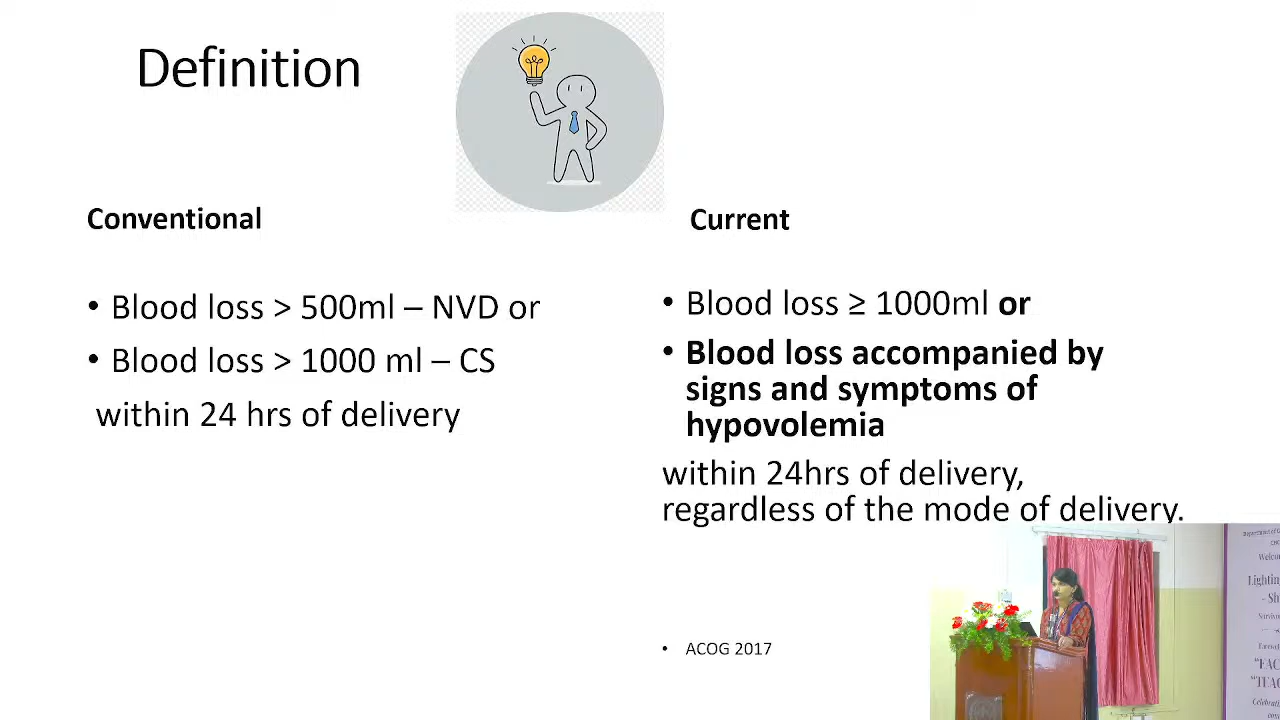 Definition
Conventional
• Blood loss > 500ml – NVD or
• Blood loss > 1000 ml – CS
within 24 hrs of delivery
Current
• Blood loss ≥ 1000ml or
• Blood loss accompanied by
signs and symptoms of
hypovolemia
within 24hrs of delivery,
regardless of the mode of delivery.
• ACOG 2017
Lighting